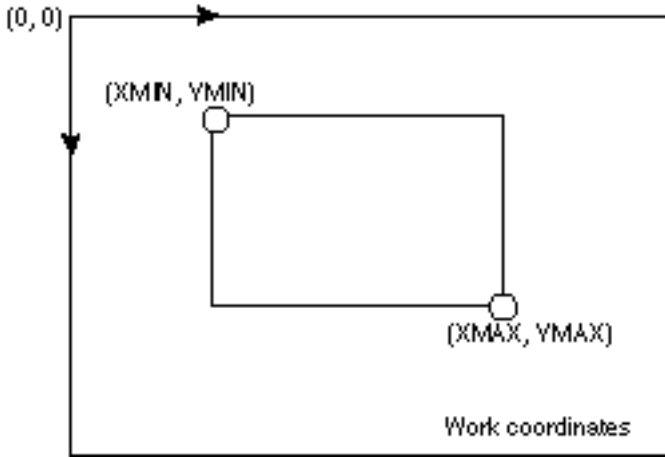 (0, 0)
(XMIN, YMIN)
(XMAX, YMAX)
Work coordinates